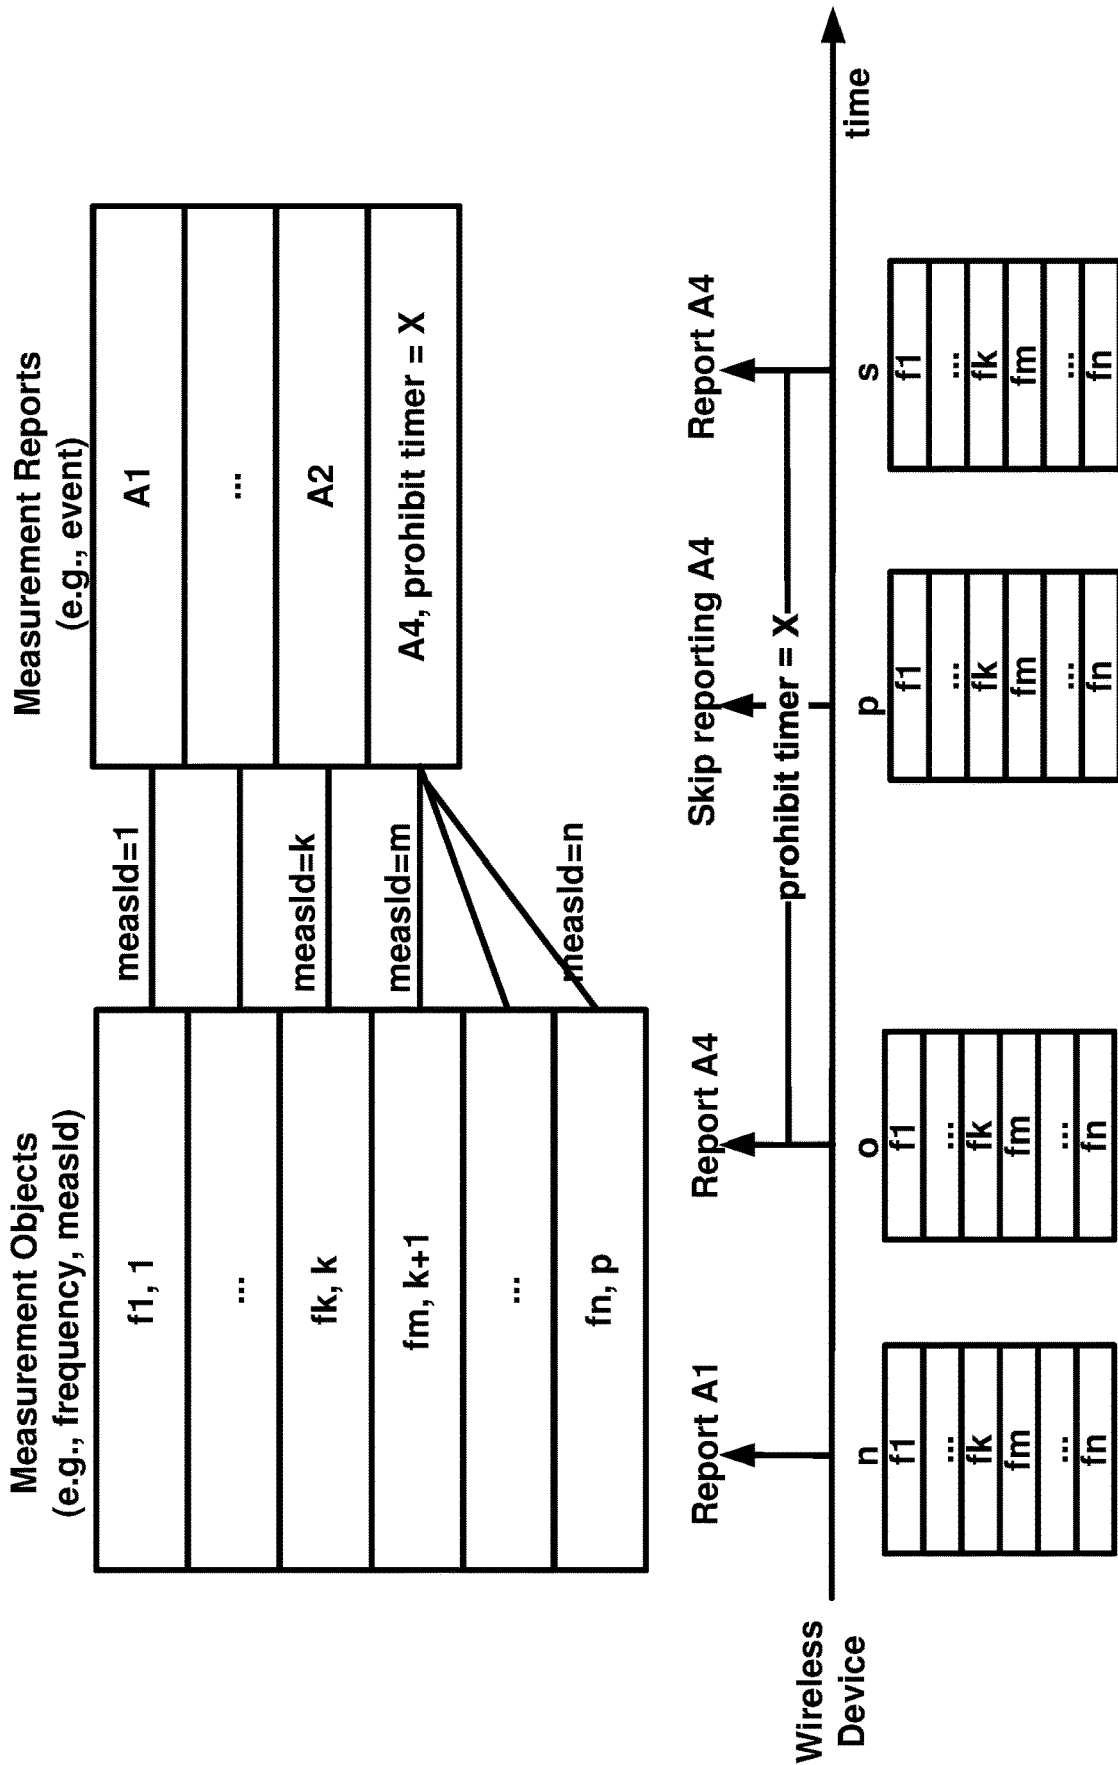 Measurement Objects
(e.g., frequency, measId)
f1, 1
...
fk, k
fm, k+1
...
fn, p
measId=1
measId=k
measId=m
measId=n
Measurement Reports
(e.g., event)
A1
...
A2
A4, prohibit timer = X
Wireless
Device
Report A1
Report A4
Skip reporting A4
Report A4
prohibit timer = X
time
n
f1
...
fk
fm
...
fn
o
f1
...
fk
fm
...
fn
p
f1
...
fk
fm
...
fn
s
f1
...
fk
fm
...
fn